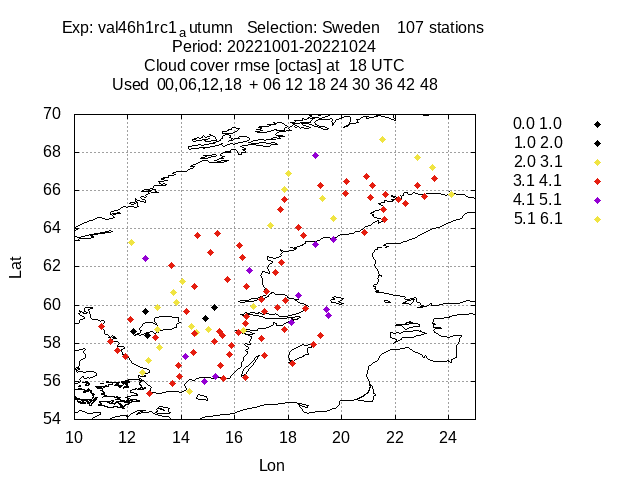 Exp: val46h1rc1a utumn   Selection: Sweden    107 stations
Period: 20221001-20221024
Cloud cover rmse [octas] at  18 UTC
Used  00,06,12,18  + 06 12 18 24 30 36 42 48
0.0 1.0
1.0 2.0
2.0 3.1
3.1 4.1
4.1 5.1
5.1 6.1
70
68
66
64
62
60
58
56
54
Lat
10 12 14 16 18 20 22 24
Lon